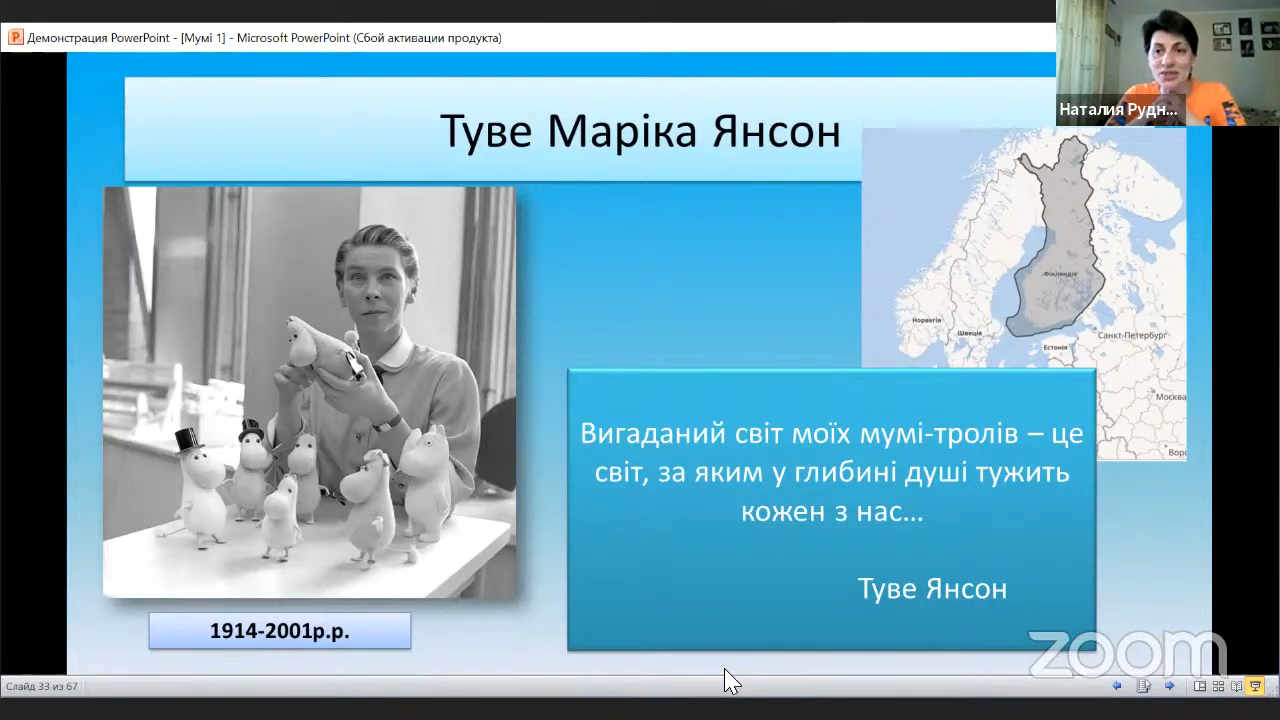 Демонстрация PowerPoint - [Мумі 1] - Microsoft PowerPoint (Сбой активации продукта)
Наталия Рудн...
Туве Маріка Янсон
Фінляндія
Норвегія
Швеція
Естонія
Санкт-Петербург
Москва
Воро
Вигаданий світ моїх мумі-тролів – це
світ, за яким у глибині душі тужить
кожен з нас…
Туве Янсон
1914-2001р.р.
zoom
Слайд 33 из 67